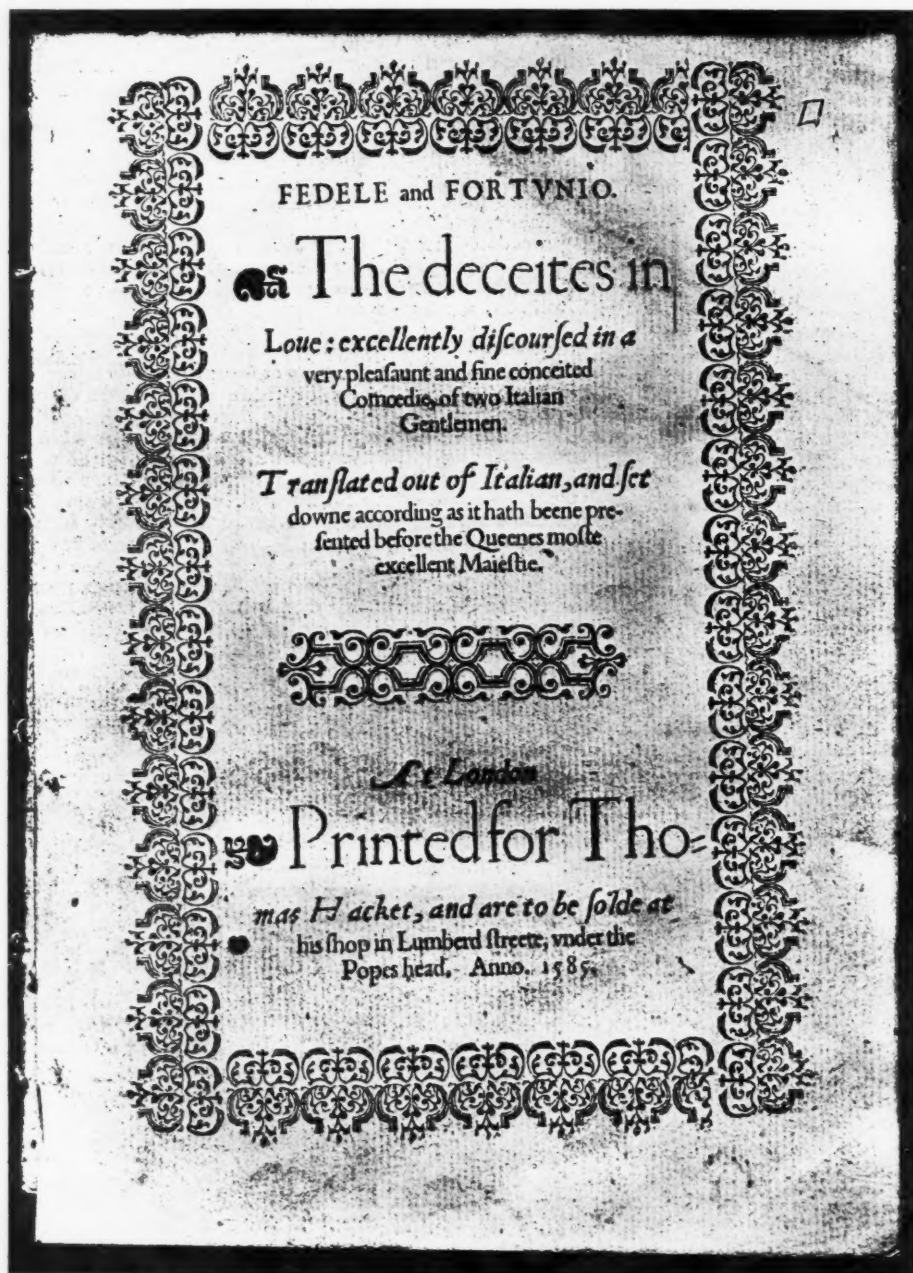 FEDELE and FORTVNIO.
The deceites in
Loue: excellently diſcourſed in a
very pleaſaunt and fine conceited
Comœdie, of two Italian
Gentlemen.
Tranſlated out of Italian, and ſet
downe according as it hath beene pre-
ſented before the Queenes moſte
excellent Maieſtie.
At London
Printed for Tho=
mas Hacket, and are to be ſolde at
his ſhop in Lumberd ſtreete, vnder the
Popes head. Anno. 1585.